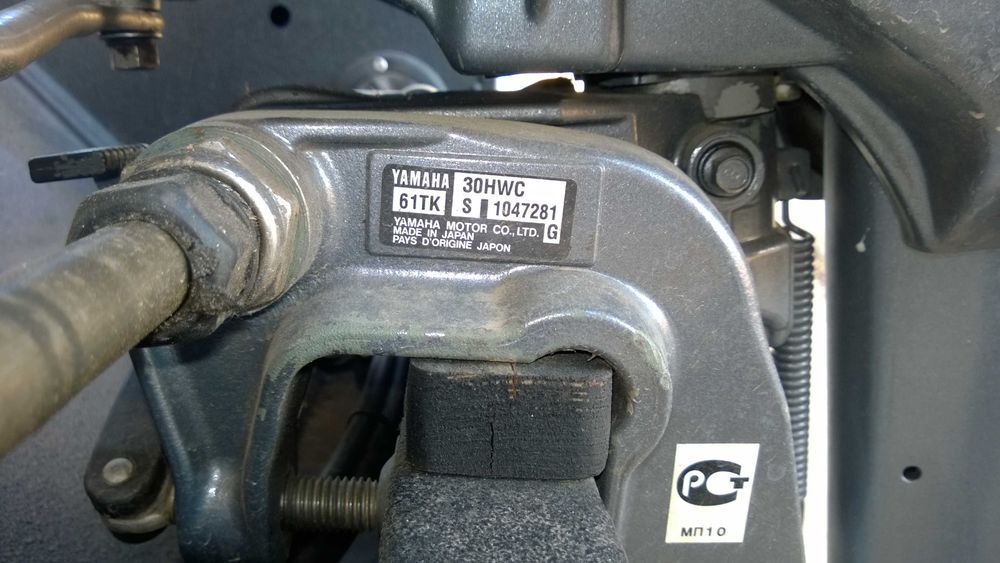 YAMAHA 30HWC
61TK S 1047281
YAMAHA MOTOR CO., LTD.
MADE IN JAPAN G
PAYS D'ORIGINE JAPON
РСТ
МП10